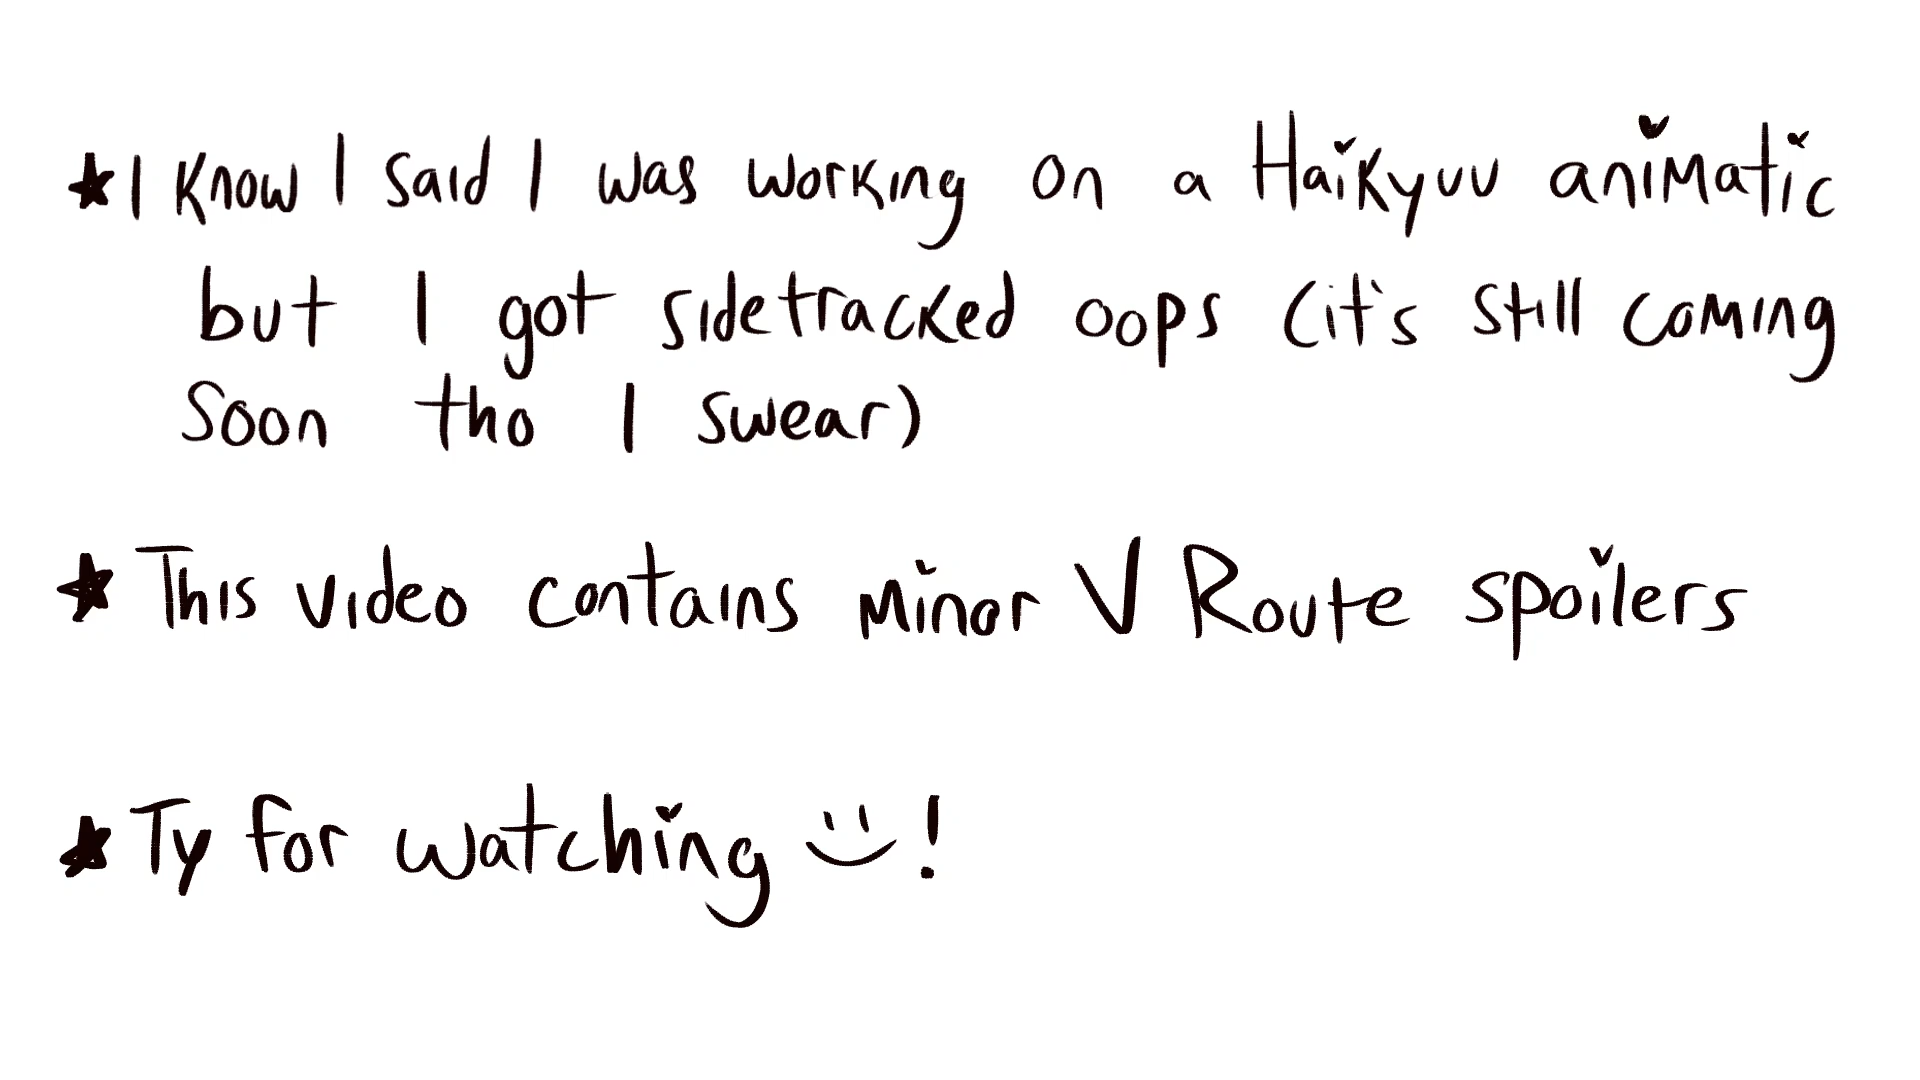 ★ I know I said I was working on a Haikyuu animatic
but I got sidetracked oops (it's still coming
soon tho I swear)
★ This video contains minor V Route spoilers
★ Ty for watching !